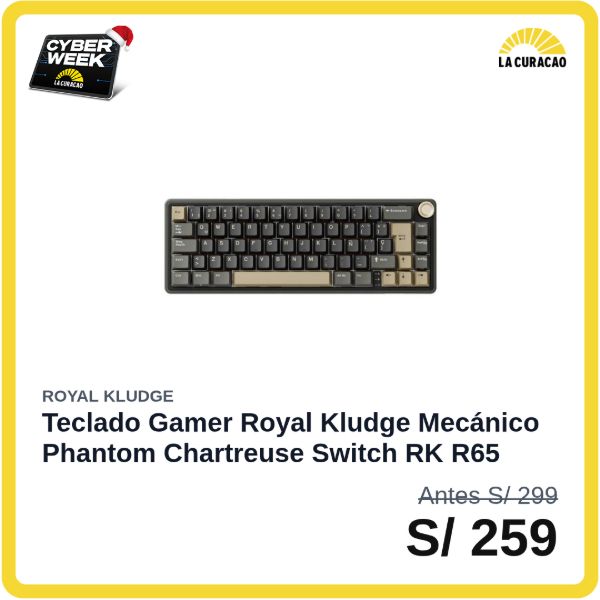 CYBER
WEEK
LA CURACAO
LA CURACAO
ROYAL KLUDGE
Teclado Gamer Royal Kludge Mecánico
Phantom Chartreuse Switch RK R65
Antes S/ 299
S/ 259